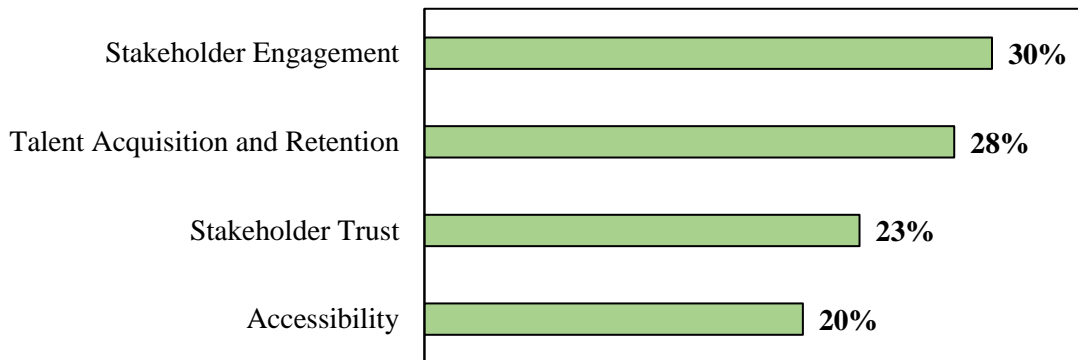 Stakeholder Engagement 30%
Talent Acquisition and Retention 28%
Stakeholder Trust 23%
Accessibility 20%